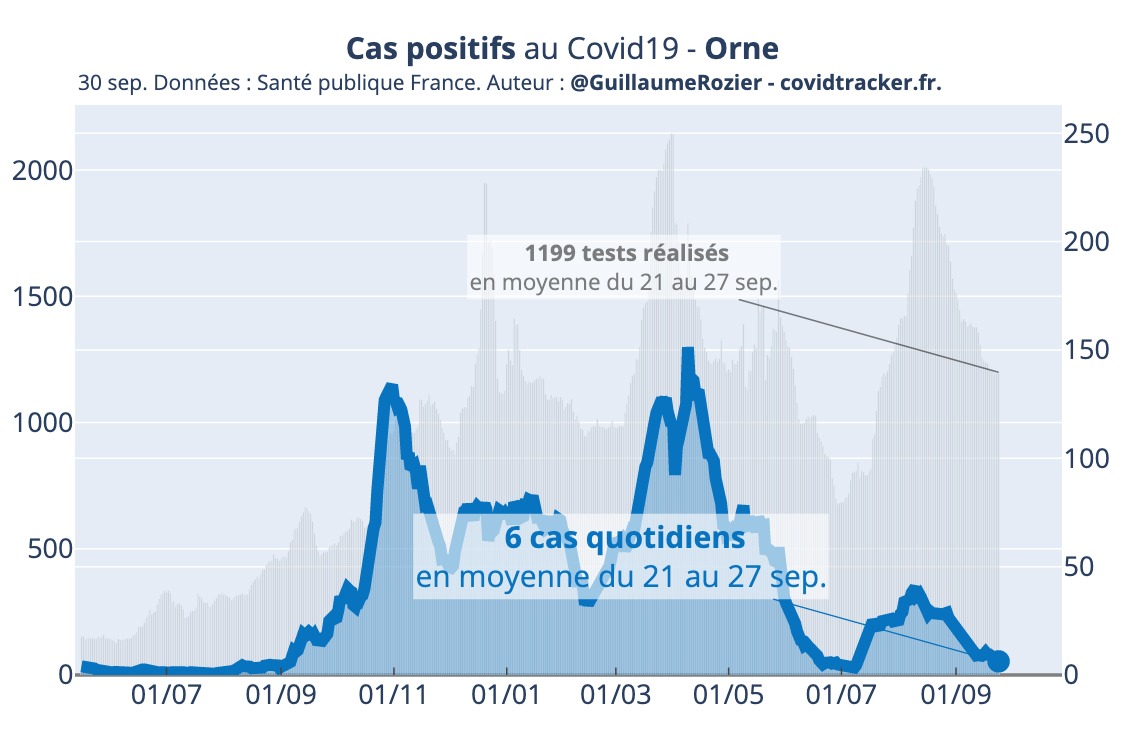 Cas positifs au Covid19 - Orne
30 sep. Données : Santé publique France. Auteur : @GuillaumeRozier - covidtracker.fr.
250
2000
200
1199 tests réalisés
en moyenne du 21 au 27 sep.
1500
150
1000
100
6 cas quotidiens
500
50
en moyenne du 21 au 27 sep.
0
0
01/07 01/09 01/11 01/01 01/03 01/05 01/07 01/09